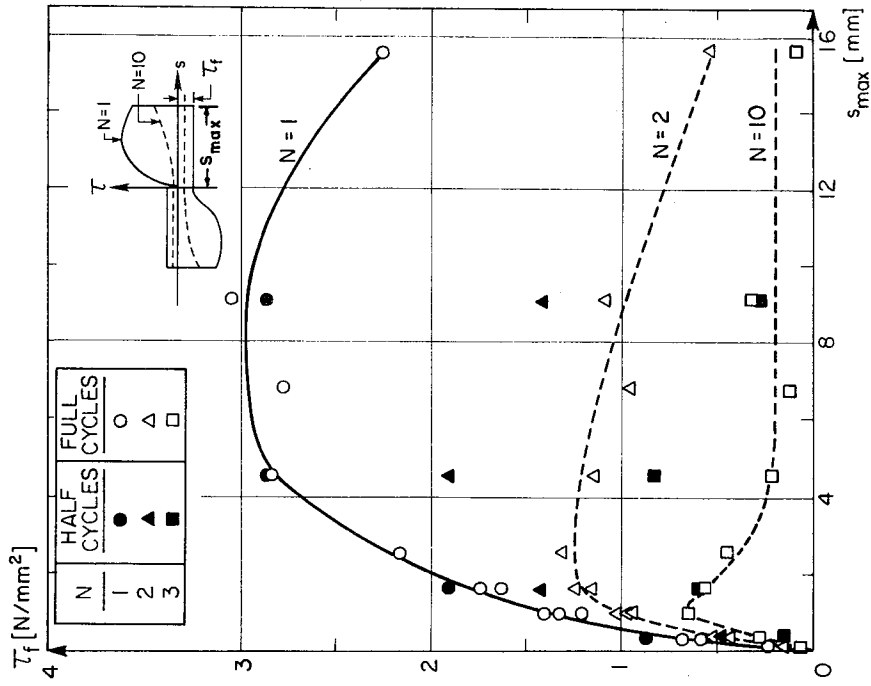 τf [N/mm²]
4
3
2
1
0
4
8
12
16
smax [mm]
N HALF CYCLES FULL CYCLES
1
2
3
τ
s
N=1
N=10
smax
τf
N=1
N=2
N=10